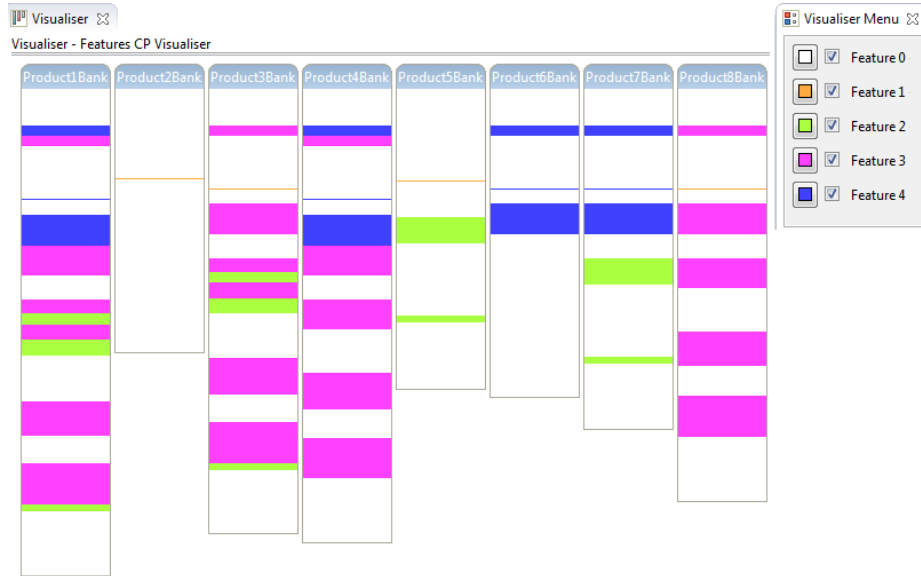 Visualiser
Visualiser Menu
Visualiser - Features CP Visualiser
Product1Bank Product2Bank Product3Bank Product4Bank Product5Bank Product6Bank Product7Bank Product8Bank
Feature 0
Feature 1
Feature 2
Feature 3
Feature 4